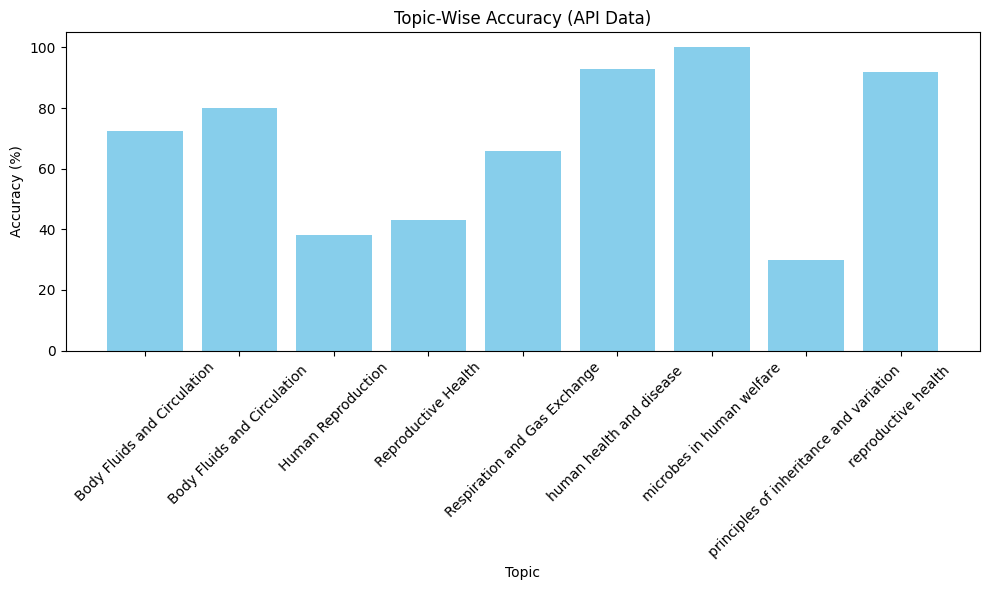 Topic-Wise Accuracy (API Data)
Accuracy (%)
100
80
60
40
20
0
Body Fluids and Circulation
Body Fluids and Circulation
Human Reproduction
Reproductive Health
Respiration and Gas Exchange
human health and disease
microbes in human welfare
principles of inheritance and variation
reproductive health
Topic